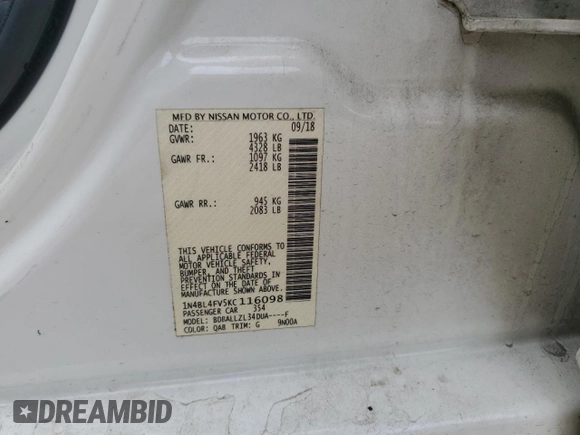 MFD BY NISSAN MOTOR CO., LTD.
DATE: 09/18
GVWR: 1963 KG
4328 LB
GAWR FR.: 1097 KG
2418 LB
GAWR RR.: 945 KG
2083 LB
THIS VEHICLE CONFORMS TO
ALL APPLICABLE FEDERAL
MOTOR VEHICLE SAFETY,
BUMPER, AND THEFT
PREVENTION STANDARDS
IN EFFECT ON THE DATE OF
MANUFACTURE SHOWN ABOVE.
1N4BL4FV5KC116098
PASSENGER CAR 354
MODEL: BDBALLZL34DUA----F
COLOR: QAB TRIM: G 9N00A
DREAMBID